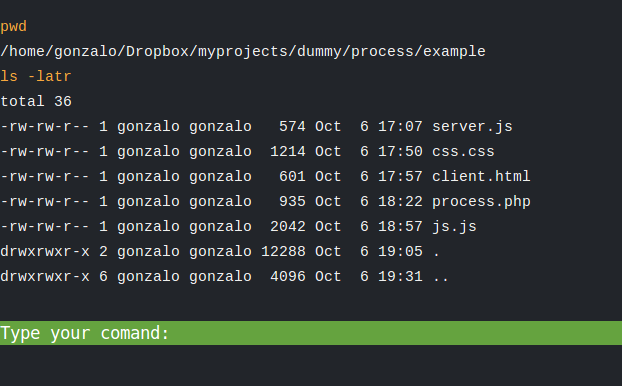 pwd
/home/gonzalo/Dropbox/myprojects/dummy/process/example
ls -latr
total 36
-rw-rw-r-- 1 gonzalo gonzalo   574 Oct  6 17:07 server.js
-rw-rw-r-- 1 gonzalo gonzalo  1214 Oct  6 17:50 css.css
-rw-rw-r-- 1 gonzalo gonzalo   601 Oct  6 17:57 client.html
-rw-rw-r-- 1 gonzalo gonzalo   935 Oct  6 18:22 process.php
-rw-rw-r-- 1 gonzalo gonzalo  2042 Oct  6 18:57 js.js
drwxrwxr-x 2 gonzalo gonzalo 12288 Oct  6 19:05 .
drwxrwxr-x 6 gonzalo gonzalo  4096 Oct  6 19:31 ..
Type your comand: